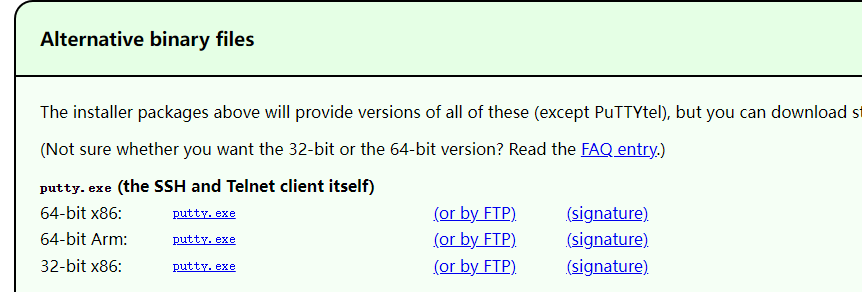 Alternative binary files
The installer packages above will provide versions of all of these (except PuTTYtel), but you can download
(Not sure whether you want the 32-bit or the 64-bit version? Read the FAQ entry.)
putty.exe (the SSH and Telnet client itself)
64-bit x86: putty.exe (or by FTP) (signature)
64-bit Arm: putty.exe (or by FTP) (signature)
32-bit x86: putty.exe (or by FTP) (signature)